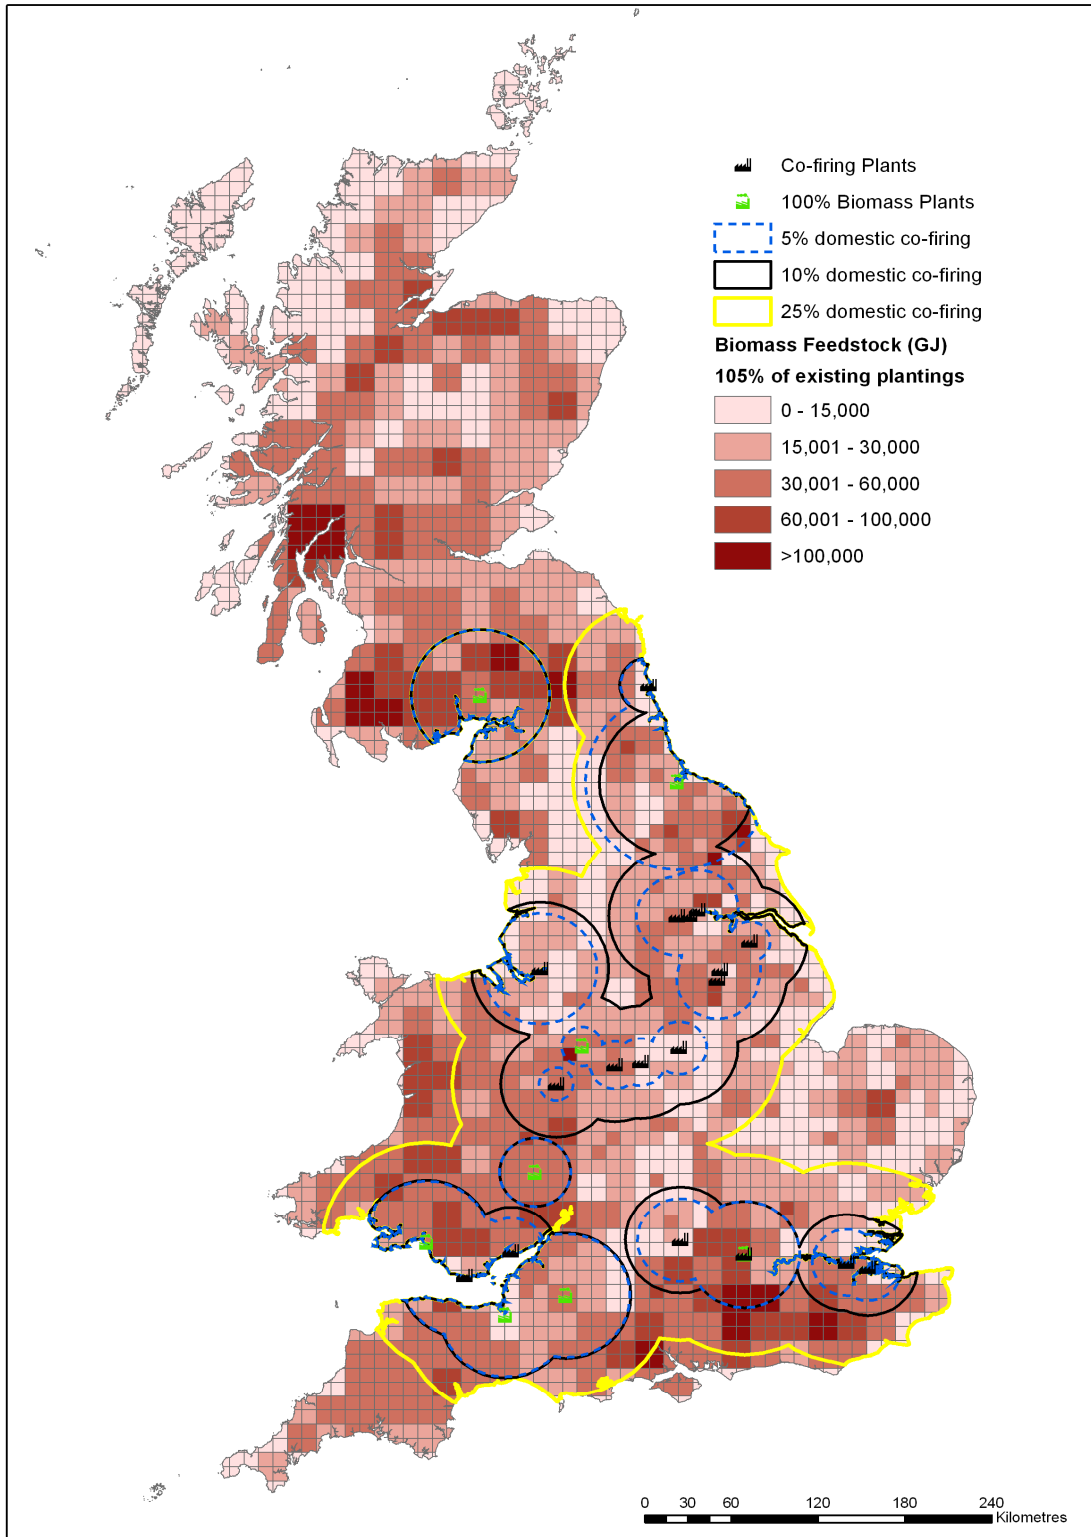 Co-firing Plants
100% Biomass Plants
5% domestic co-firing
10% domestic co-firing
25% domestic co-firing
Biomass Feedstock (GJ)
105% of existing plantings
0 - 15,000
15,001 - 30,000
30,001 - 60,000
60,001 - 100,000
>100,000
0 30 60 120 180 240
Kilometres